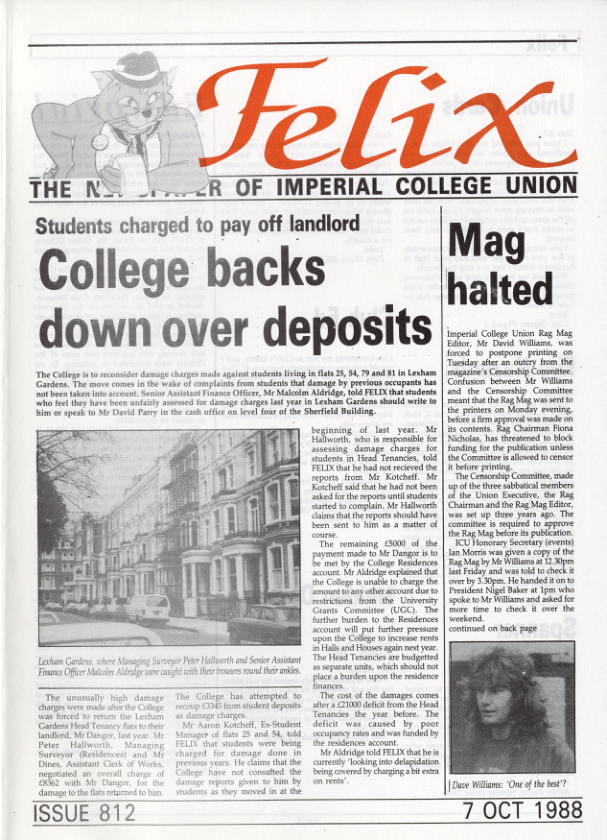 Felix
THE NEWSPAPER OF IMPERIAL COLLEGE UNION
Students charged to pay off landlord
College backs
down over deposits
The College is to reconsider damage charges made against students living in flats 25, 54, 79 and 81 in Lexham
Gardens. The move comes in the wake of complaints from students that damage by previous occupants has
not been taken into account. Senior Assistant Finance Officer, Mr Malcolm Aldridge, told FELIX that students
who feel they have been unfairly assessed for damage charges last year in Lexham Gardens should write to
him or speak to Mr David Parry in the cash office on level four of the Sherfield Building.
Lexham Gardens, where Managing Surveyor Peter Hallworth and Senior Assistant
Finance Officer Malcolm Aldridge were caught with their trousers round their ankles.
The unusually high damage
charges were made after the College
was forced to return the Lexham
Gardens Head Tenancy flats to their
landlord, Mr Dangor, last year. Mr
Peter Hallworth, Managing
Surveyor (Residences) and Mr
Dines, Assistant Clerk of Works,
negotiated an overall charge of
£8362 with Mr Dangor, for the
damage to the flats returned to him.
The College has attempted to
recoup £3345 from student deposits
as damage charges.
Mr Aaron Kotcheff, Ex-Student
Manager of flats 25 and 54, told
FELIX that students were being
charged for damage done in
previous years. He claims that the
College have not consulted the
damage reports given to him by
students as they moved in at the
beginning of last year. Mr
Hallworth, who is responsible for
assessing damage charges for
students in Head Tenancies, told
FELIX that he had not recieved the
reports from Mr Kotcheff. Mr
Kotcheff said that he had not been
asked for the reports until students
started to complain. Mr Hallworth
claims that the reports should have
been sent to him as a matter of
course.
The remaining £5000 of the
payment made to Mr Dangor is to
be met by the College Residences
account. Mr Aldridge explained that
the College is unable to charge the
amount to any other account due to
restrictions from the University
Grants Committee (UGC). The
further burden to the Residences
account will put further pressure
upon the College to increase rents
in Halls and Houses again next year.
The Head Tenancies are budgetted
as separate units, which should not
place a burden upon the residence
finances.
The cost of the damages comes
after a £21000 deficit from the Head
Tenancies the year before. The
deficit was caused by poor
occupancy rates and was funded by
the residences account.
Mr Aldridge told FELIX that he is
currently 'looking into delapidation
being covered by charging a bit extra
on rents'.
Mag
halted
Imperial College Union Rag Mag
Editor, Mr David Williams, was
forced to postpone printing on
Tuesday after an outcry from the
magazine's Censorship Committee.
Confusion between Mr Williams
and the Censorship Committee
meant that the Rag Mag was sent to
the printers on Monday evening,
before a firm approval was made on
its contents. Rag Chairman Fiona
Nicholas, has threatened to block
funding for the publication unless
the Committee is allowed to censor
it before printing.
The Censorship Committee, made
up of the three sabbatical members
of the Union Executive, the Rag
Chairman and the Rag Mag Editor,
was set up three years ago. The
committee is required to approve
the Rag Mag before its publication.
ICU Honorary Secretary (events)
Ian Morris was given a copy of the
Rag Mag by Mr Williams at 12.30pm
last Friday and was told to check it
over by 3.30pm. He handed it on to
President Nigel Baker at 1pm who
spoke to Mr Williams and asked for
more time to check it over the
weekend.
continued on back page
Dave Williams: 'One of the best'?
ISSUE 812
7 OCT 1988